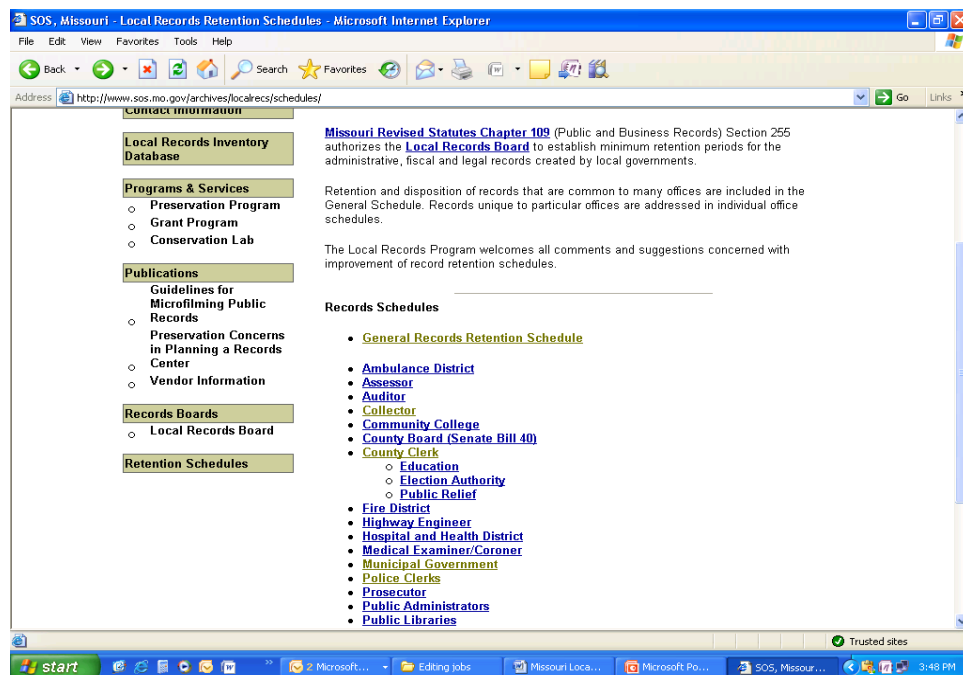 SOS, Missouri - Local Records Retention Schedules - Microsoft Internet Explorer
File Edit View Favorites Tools Help
Back Search Favorites
Address http://www.sos.mo.gov/archives/localrecs/schedules/ Go Links
Contact Information
Local Records Inventory
Database
Programs & Services
Preservation Program
Grant Program
Conservation Lab
Publications
Guidelines for
Microfilming Public
Records
Preservation Concerns
in Planning a Records
Center
Vendor Information
Records Boards
Local Records Board
Retention Schedules
Missouri Revised Statutes Chapter 109 (Public and Business Records) Section 255
authorizes the Local Records Board to establish minimum retention periods for the
administrative, fiscal and legal records created by local governments.
Retention and disposition of records that are common to many offices are included in the
General Schedule. Records unique to particular offices are addressed in individual office
schedules.
The Local Records Program welcomes all comments and suggestions concerned with
improvement of record retention schedules.
Records Schedules
General Records Retention Schedule
Ambulance District
Assessor
Auditor
Collector
Community College
County Board (Senate Bill 40)
County Clerk
Education
Election Authority
Public Relief
Fire District
Highway Engineer
Hospital and Health District
Medical Examiner/Coroner
Municipal Government
Police Clerks
Prosecutor
Public Administrators
Public Libraries
Trusted sites
start 2 Microsoft... Editing jobs Missouri Loca... Microsoft Po... SOS, Missour... 3:48 PM